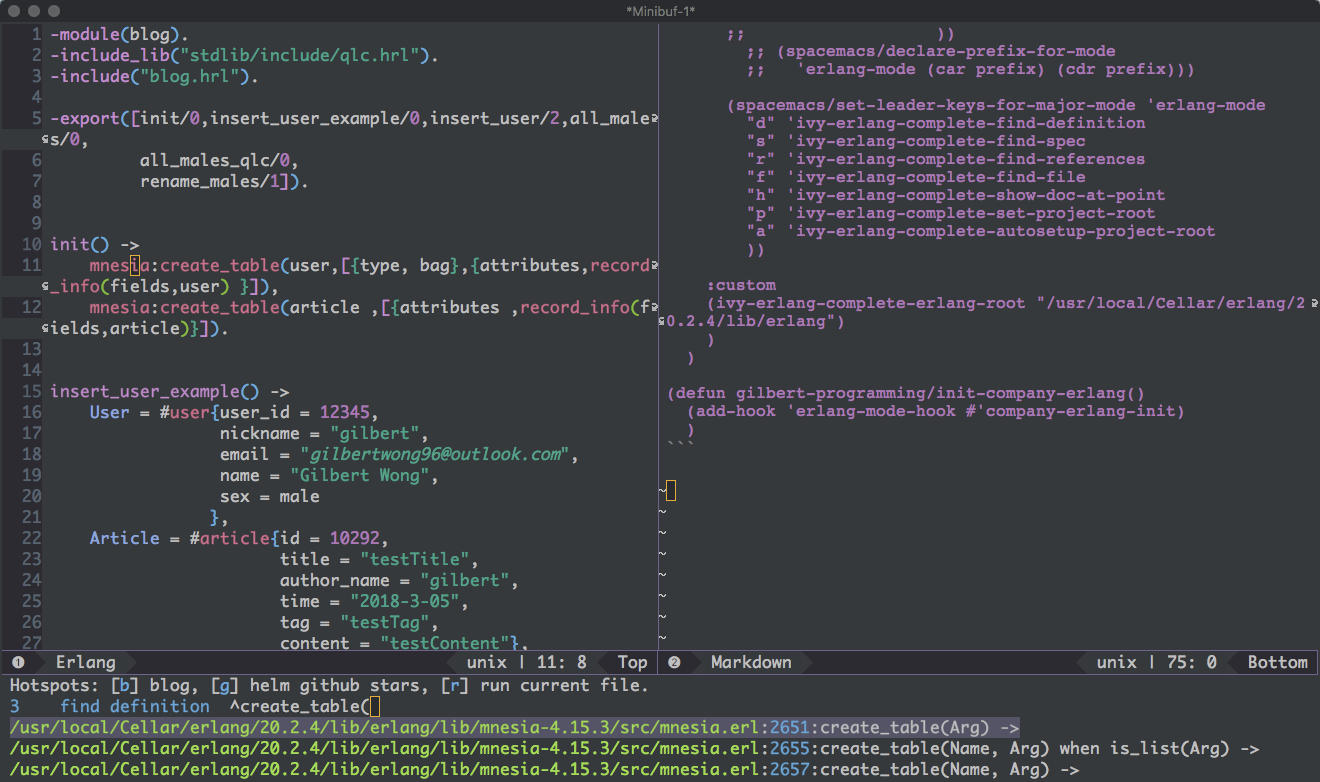 *Minibuf-1*
1 -module(blog).
2 -include_lib("stdlib/include/qlc.hrl").
3 -include("blog.hrl").
4
5 -export([init/0,insert_user_example/0,insert_user/2,all_male
s/0,
6 all_males_qlc/0,
7 rename_males/1]).
8
9
10 init() ->
11 mnesia:create_table(user,[{type, bag},{attributes,record
_info(fields,user) }]),
12 mnesia:create_table(article ,[{attributes ,record_info(f
ields,article)}]).
13
14
15 insert_user_example() ->
16 User = #user{user_id = 12345,
17 nickname = "gilbert",
18 email = "gilbertwong96@outlook.com",
19 name = "Gilbert Wong",
20 sex = male
21 },
22 Article = #article{id = 10292,
23 title = "testTitle",
24 author_name = "gilbert",
25 time = "2018-3-05",
26 tag = "testTag",
27 content = "testContent"},
❶ Erlang unix | 11: 8 Top
;; ))
;; (spacemacs/declare-prefix-for-mode
;; 'erlang-mode (car prefix) (cdr prefix)))
(spacemacs/set-leader-keys-for-major-mode 'erlang-mode
"d" 'ivy-erlang-complete-find-definition
"s" 'ivy-erlang-complete-find-spec
"r" 'ivy-erlang-complete-find-references
"f" 'ivy-erlang-complete-find-file
"h" 'ivy-erlang-complete-show-doc-at-point
"p" 'ivy-erlang-complete-set-project-root
"a" 'ivy-erlang-complete-autosetup-project-root
))
:custom
(ivy-erlang-complete-erlang-root "/usr/local/Cellar/erlang/2
0.2.4/lib/erlang")
)
)
(defun gilbert-programming/init-company-erlang()
(add-hook 'erlang-mode-hook #'company-erlang-init)
)
```
~
~
~
~
~
~
~
~
❷ Markdown unix | 75: 0 Bottom
Hotspots: [b] blog, [g] helm github stars, [r] run current file.
3 find definition ^create_table(
/usr/local/Cellar/erlang/20.2.4/lib/erlang/lib/mnesia-4.15.3/src/mnesia.erl:2651:create_table(Arg) ->
/usr/local/Cellar/erlang/20.2.4/lib/erlang/lib/mnesia-4.15.3/src/mnesia.erl:2655:create_table(Name, Arg) when is_list(Arg) ->
/usr/local/Cellar/erlang/20.2.4/lib/erlang/lib/mnesia-4.15.3/src/mnesia.erl:2657:create_table(Name, Arg) ->